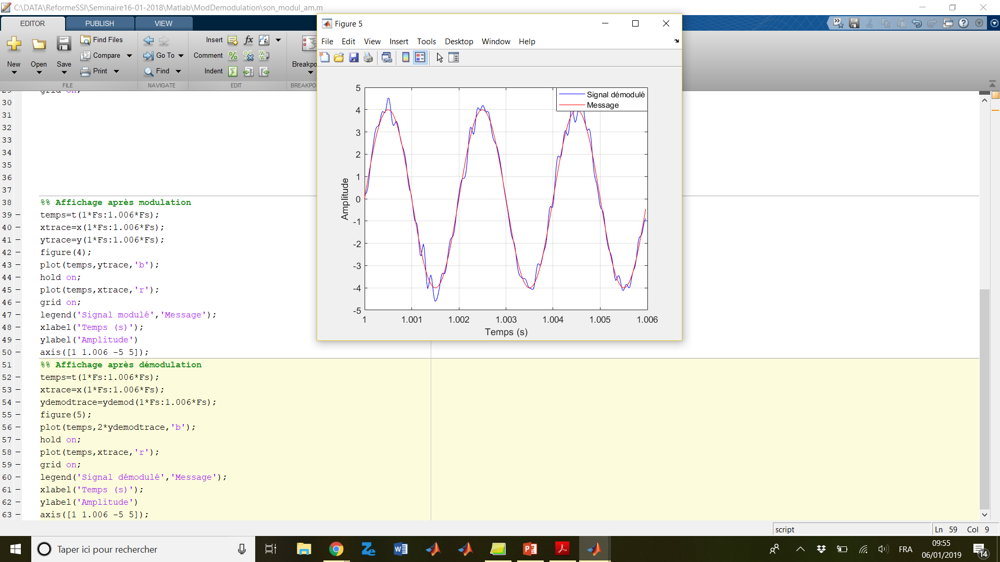 C:\DATA\ReformeSSI\Seminaire16-01-2018\Matlab\ModDemodulation\son_modul_am.m
EDITOR PUBLISH VIEW
Find Files
Compare
Print
New Open Save
FILE
Go To
Find
NAVIGATE
Insert
Comment
Indent
EDIT
Breakpo
BREAKPO
Figure 5
File Edit View Insert Tools Desktop Window Help
Signal démodulé
Message
5
4
3
2
1
0
-1
-2
-3
-4
-5
Amplitude
1 1.001 1.002 1.003 1.004 1.005 1.006
Temps (s)
29 grid on;
30
31
32
33
34
35
36
37
38 %% Affichage après modulation
39 – temps=t(1*Fs:1.006*Fs);
40 – xtrace=x(1*Fs:1.006*Fs);
41 – ytrace=y(1*Fs:1.006*Fs);
42 – figure(4);
43 – plot(temps,ytrace,'b');
44 – hold on;
45 – plot(temps,xtrace,'r');
46 – grid on;
47 – legend('Signal modulé','Message');
48 – xlabel('Temps (s)');
49 – ylabel('Amplitude')
50 – axis([1 1.006 -5 5]);
51 %% Affichage après démodulation
52 – temps=t(1*Fs:1.006*Fs);
53 – xtrace=x(1*Fs:1.006*Fs);
54 – ydemodtrace=ydemod(1*Fs:1.006*Fs);
55 – figure(5);
56 – plot(temps,2*ydemodtrace,'b');
57 – hold on;
58 – plot(temps,xtrace,'r');
59 – grid on;
60 – legend('Signal démodulé','Message');
61 – xlabel('Temps (s)');
62 – ylabel('Amplitude')
63 – axis([1 1.006 -5 5]);
script Ln 59 Col 9
Taper ici pour rechercher
FRA
09:55
06/01/2019
14